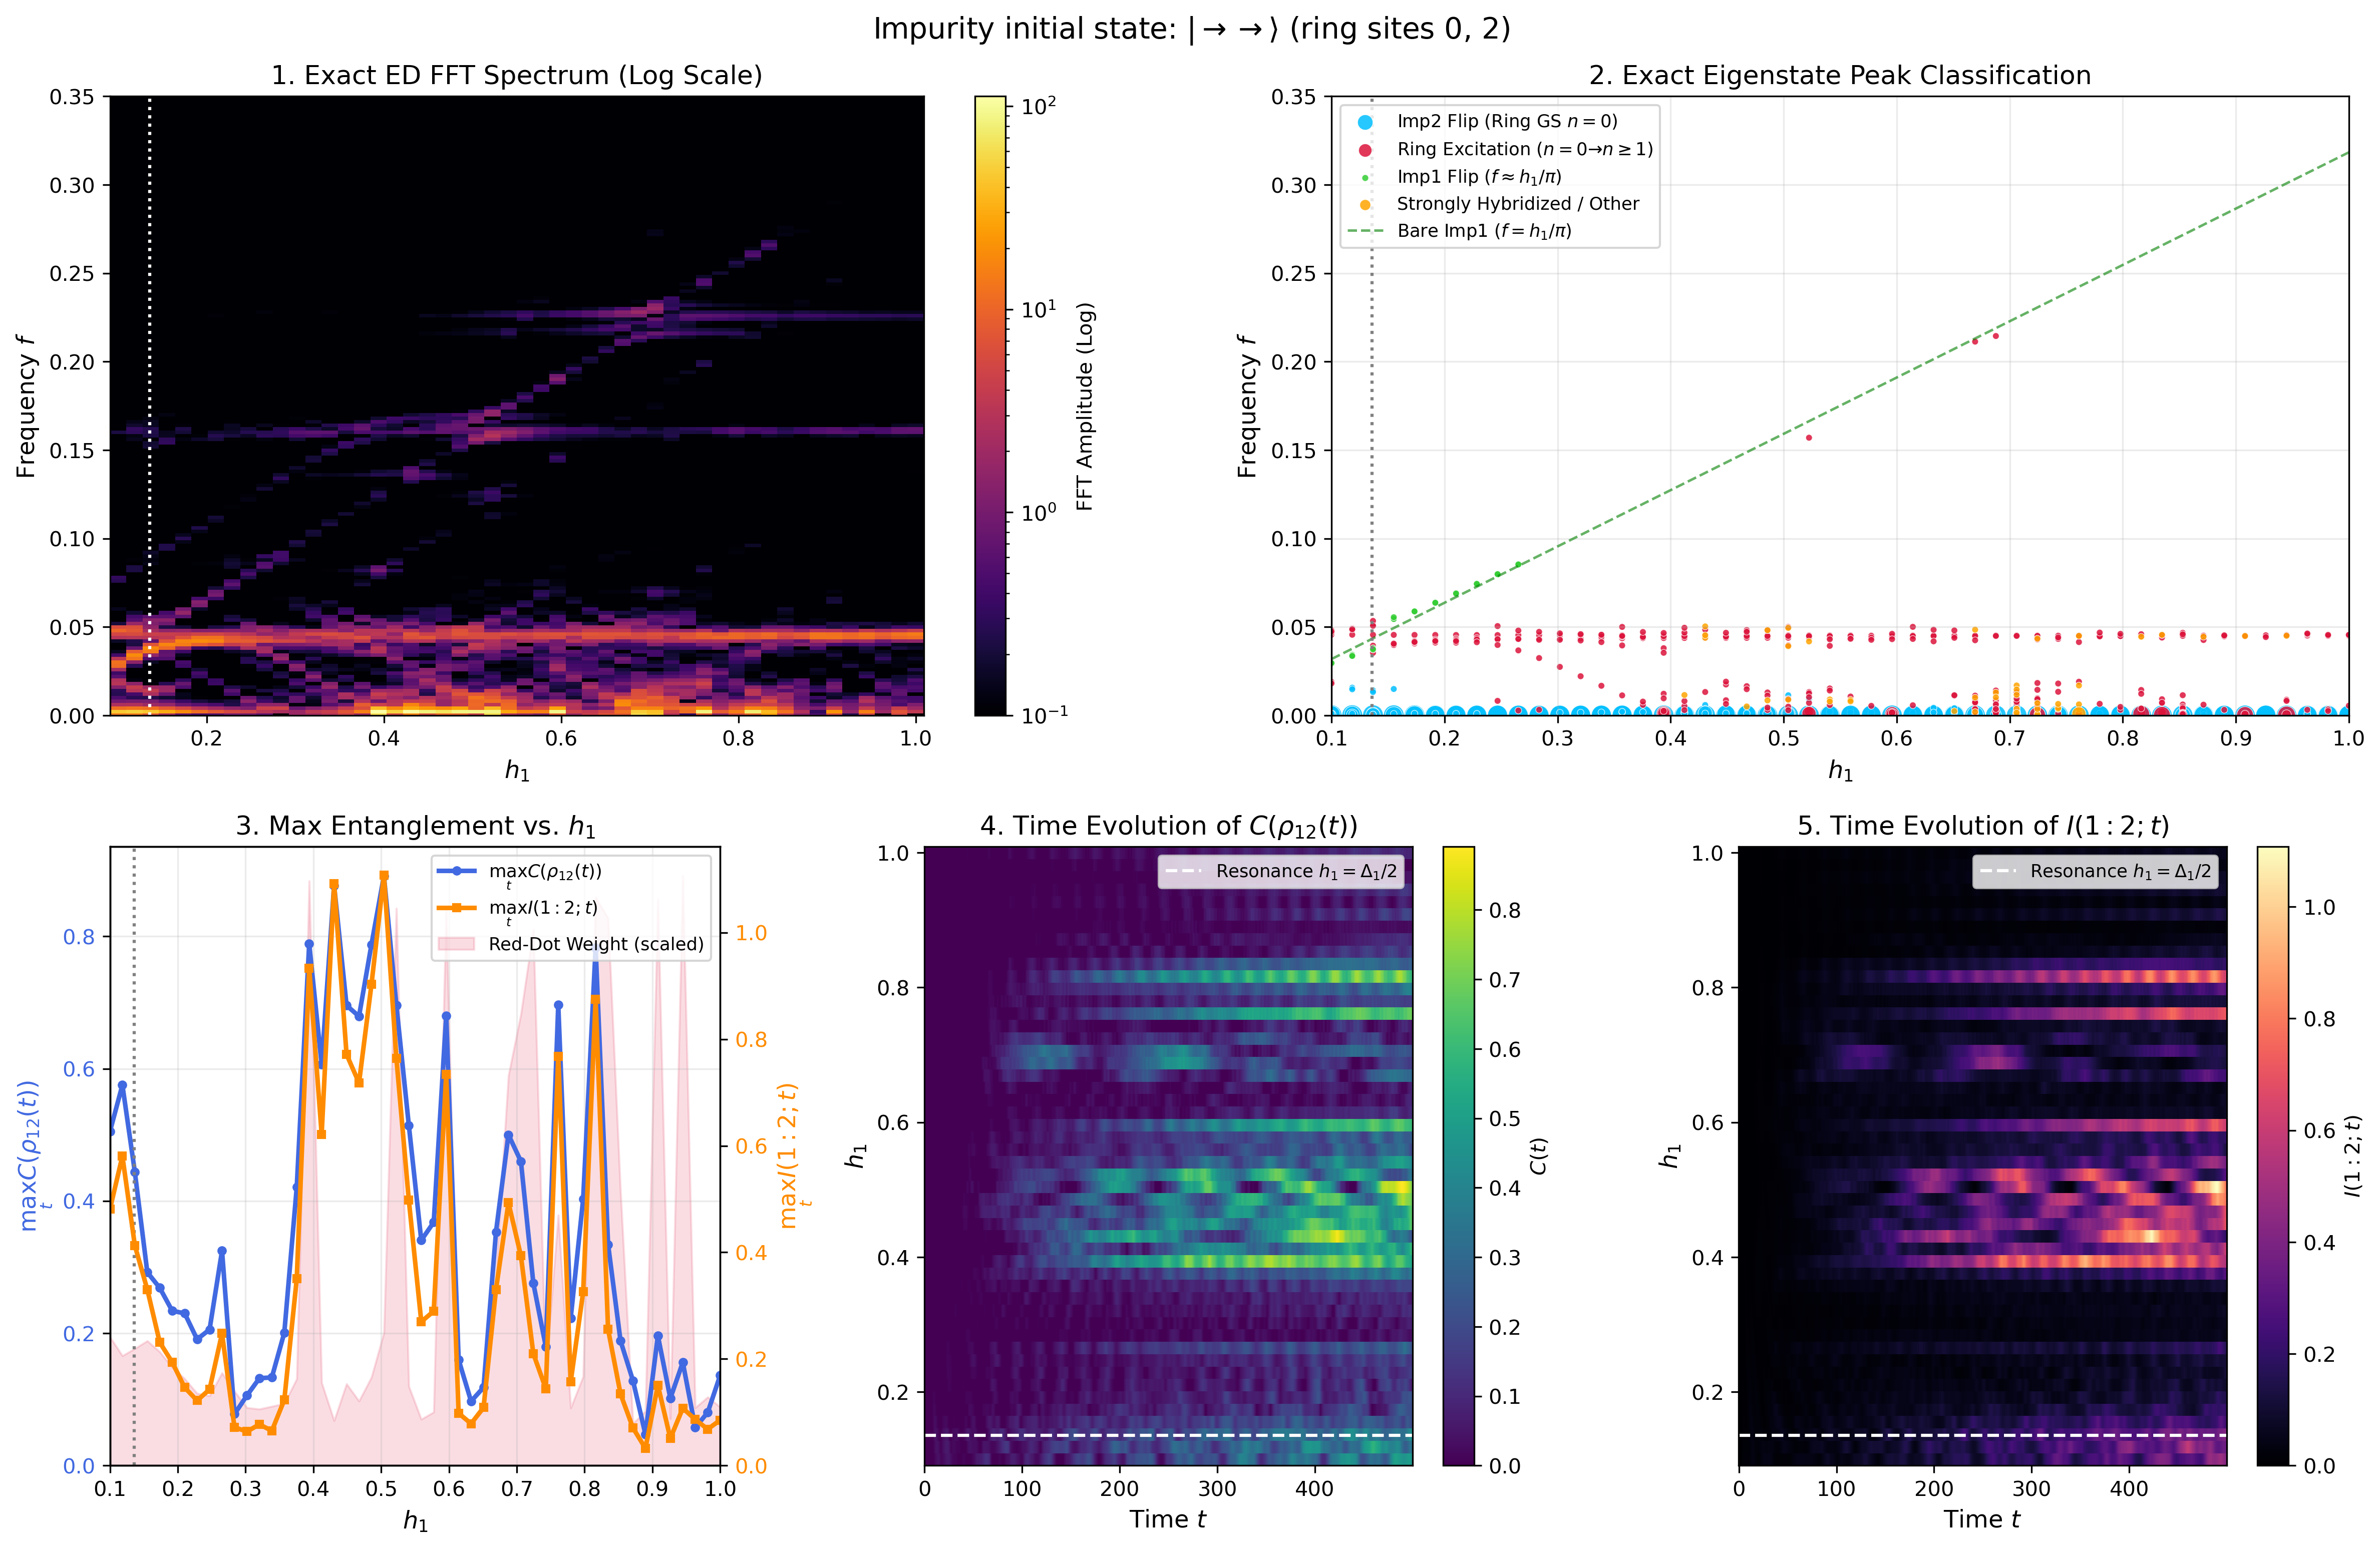 Impurity initial state: |→→⟩ (ring sites 0, 2)
1. Exact ED FFT Spectrum (Log Scale)
0.35
0.30
0.25
0.20
0.15
0.10
0.05
0.00
Frequency f
0.2 0.4 0.6 0.8 1.0
h₁
10²
10¹
10⁰
10⁻¹
FFT Amplitude (Log)
2. Exact Eigenstate Peak Classification
Imp2 Flip (Ring GS n = 0)
Ring Excitation (n = 0→n ≥ 1)
Imp1 Flip (f ≈ h₁/π)
Strongly Hybridized / Other
Bare Imp1 (f = h₁/π)
0.35
0.30
0.25
0.20
0.15
0.10
0.05
0.00
Frequency f
0.1 0.2 0.3 0.4 0.5 0.6 0.7 0.8 0.9 1.0
h₁
3. Max Entanglement vs. h₁
max C(ρ₁₂(t))
t
max I(1 : 2; t)
t
Red-Dot Weight (scaled)
0.8
0.6
0.4
0.2
0.0
max C(ρ₁₂(t))
t
1.0
0.8
0.6
0.4
0.2
0.0
max I(1 : 2; t)
t
0.1 0.2 0.3 0.4 0.5 0.6 0.7 0.8 0.9 1.0
h₁
4. Time Evolution of C(ρ₁₂(t))
Resonance h₁ = Δ₁/2
1.0
0.8
0.6
0.4
0.2
h₁
0 100 200 300 400
Time t
0.8
0.7
0.6
0.5
0.4
0.3
0.2
0.1
0.0
C(t)
5. Time Evolution of I(1 : 2; t)
Resonance h₁ = Δ₁/2
1.0
0.8
0.6
0.4
0.2
h₁
0 100 200 300 400
Time t
1.0
0.8
0.6
0.4
0.2
0.0
I(1 : 2; t)